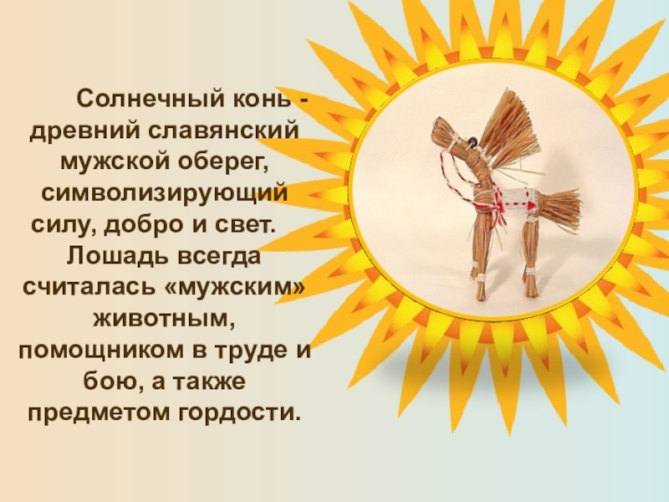 Солнечный конь -
древний славянский
мужской оберег,
символизирующий
силу, добро и свет.
Лошадь всегда
считалась «мужским»
животным,
помощником в труде и
бою, а также
предметом гордости.